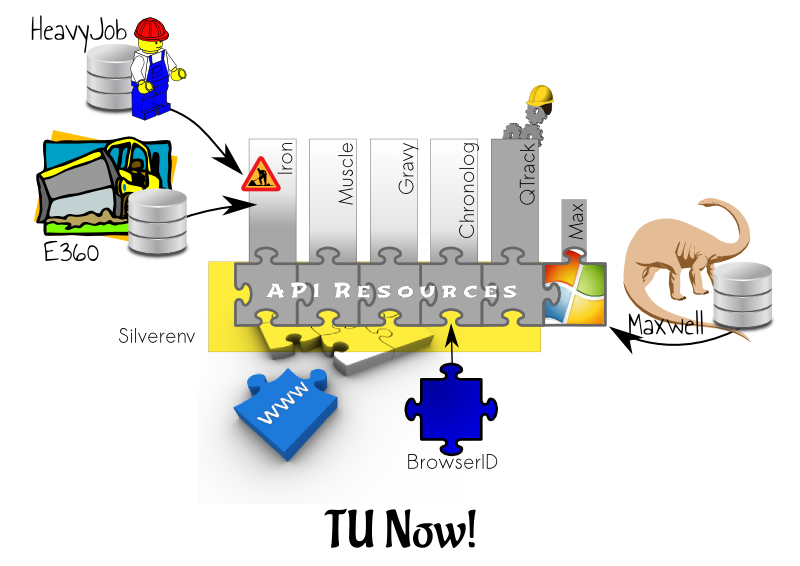 HeavyJob
E360
Iron
Muscle
Gravy
Chronolog
QTrack
Max
API Resources
Maxwell
Silverenv
www
BrowserID
TU Now!